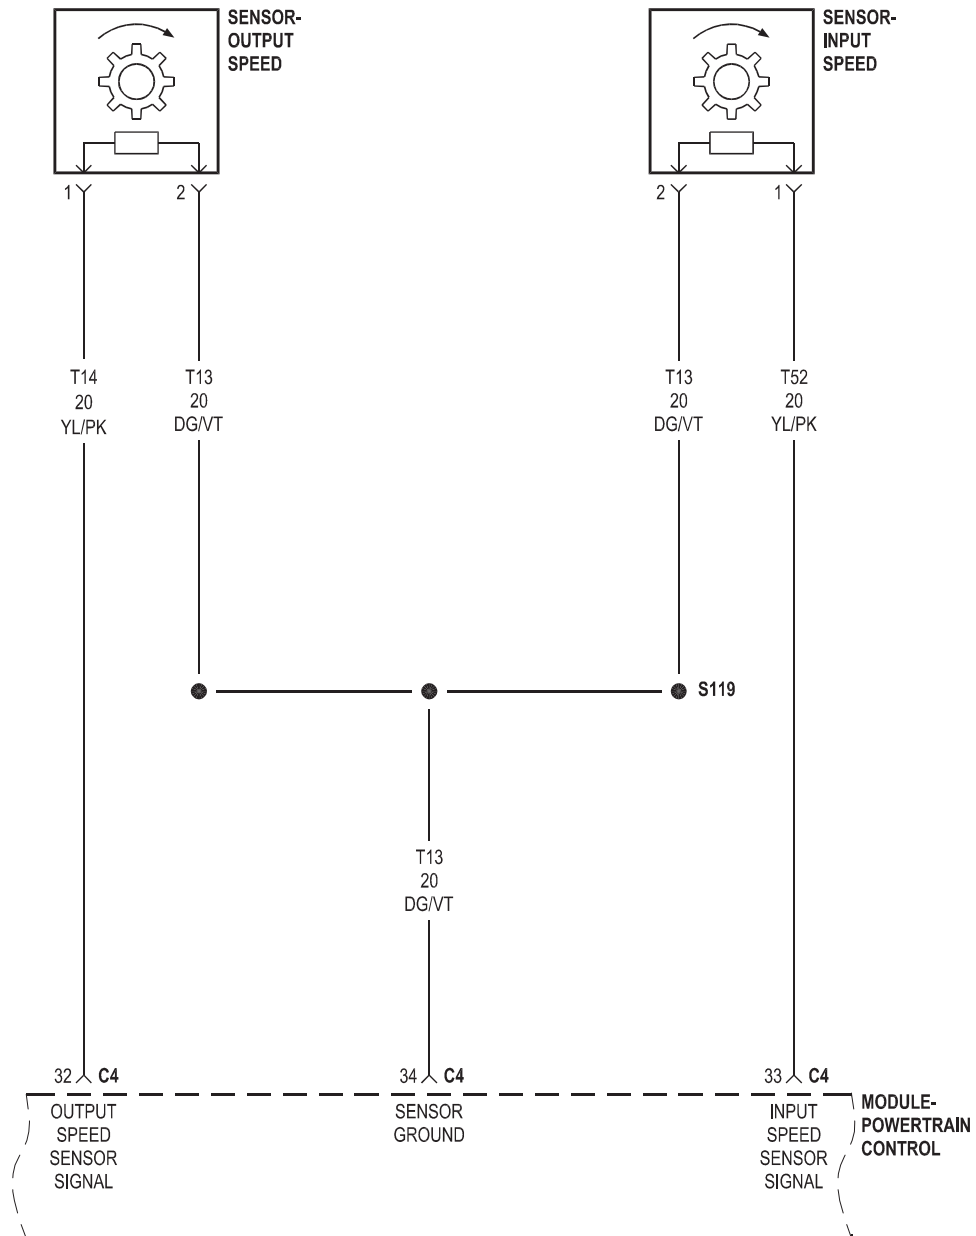 SENSOR-
OUTPUT
SPEED
SENSOR-
INPUT
SPEED
1
2
2
1
T14
20
YL/PK
T13
20
DG/VT
T13
20
DG/VT
T52
20
YL/PK
S119
T13
20
DG/VT
32 C4
34 C4
33 C4
OUTPUT
SPEED
SENSOR
SIGNAL
SENSOR
GROUND
INPUT
SPEED
SENSOR
SIGNAL
MODULE-
POWERTRAIN
CONTROL